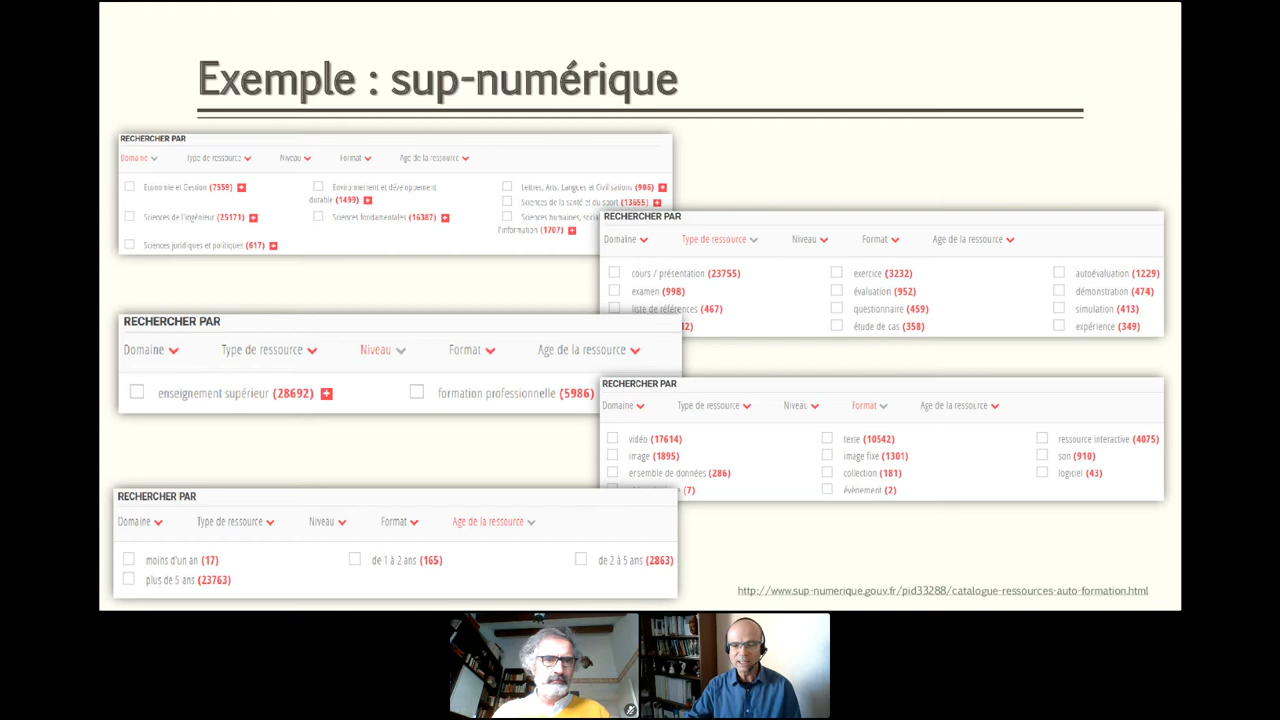 Exemple : sup-numérique
RECHERCHER PAR
Domaine Type de ressource Niveau Format Age de la ressource
Economie et Gestion (7559) Environnement et développement durable (1499) Lettres, Arts, Langues et Civilisations (906)
Sciences de la santé et du sport (13655)
Sciences de l'ingénieur (25171) Sciences fondamentales (16387) Sciences humaines, soci
l'information (1707)
Sciences juridiques et politiques (617)
RECHERCHER PAR
Domaine Type de ressource Niveau Format Age de la ressource
cours / présentation (23755) exercice (3232) autoévaluation (1229)
examen (998) évaluation (952) démonstration (474)
liste de références (467) questionnaire (459) simulation (413)
2) étude de cas (358) expérience (349)
RECHERCHER PAR
Domaine Type de ressource Niveau Format Age de la ressource
enseignement supérieur (28692) formation professionnelle (5986)
RECHERCHER PAR
Domaine Type de ressource Niveau Format Age de la ressource
vidéo (17614) texte (10542) ressource interactive (4075)
image (1895) image fixe (1301) son (910)
ensemble de données (286) collection (181) logiciel (43)
(7) évènement (2)
RECHERCHER PAR
Domaine Type de ressource Niveau Format Age de la ressource
moins d'un an (17) de 1 à 2 ans (165) de 2 à 5 ans (2863)
plus de 5 ans (23763)
http://www.sup-numerique.gouv.fr/pid33288/catalogue-ressources-auto-formation.html